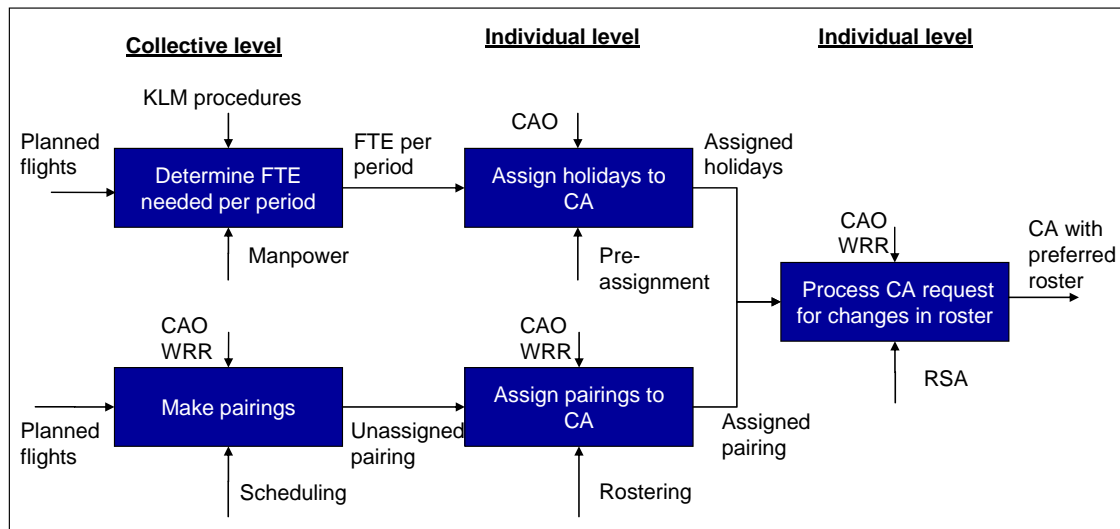 Collective level
Individual level
Individual level
KLM procedures
CAO
Planned
flights
FTE per
period
Assigned
holidays
Determine FTE
needed per period
Assign holidays to
CA
Manpower
Pre-
assignment
CAO
WRR
CA with
preferred
roster
Process CA request
for changes in roster
RSA
CAO
WRR
CAO
WRR
Make pairings
Assign pairings to
CA
Planned
flights
Unassigned
pairing
Assigned
pairing
Scheduling
Rostering